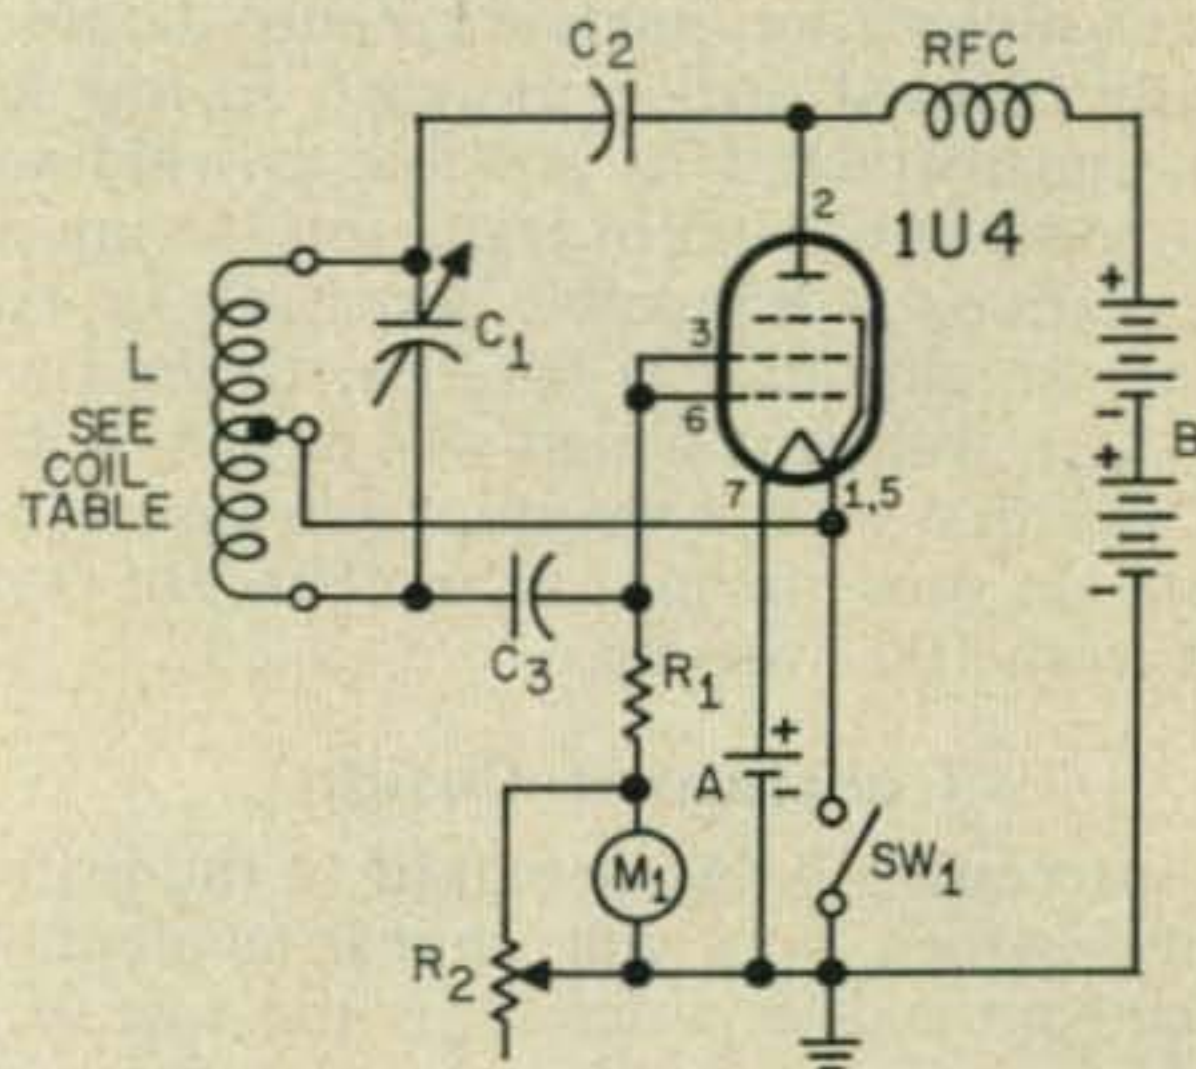 C2
RFC
2
1U4
+
L
SEE
COIL
TABLE
C1
3
6
-
+
B
7
1,5
-
C3
R1
+
A
-
M1
SW1
R2